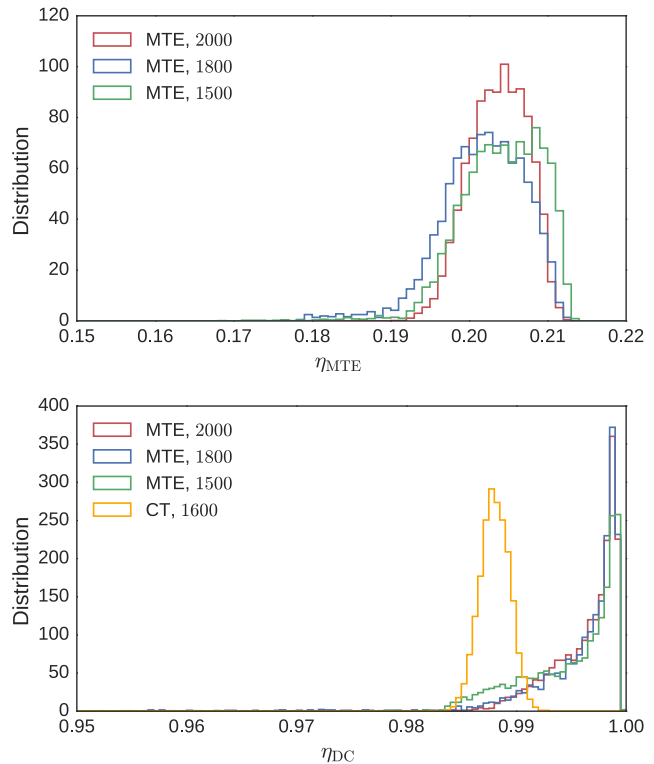 120
100
80
60
40
20
0
Distribution
MTE, 2000
MTE, 1800
MTE, 1500
0.15 0.16 0.17 0.18 0.19 0.20 0.21 0.22
η_MTE
400
350
300
250
200
150
100
50
0
Distribution
MTE, 2000
MTE, 1800
MTE, 1500
CT, 1600
0.95 0.96 0.97 0.98 0.99 1.00
η_DC